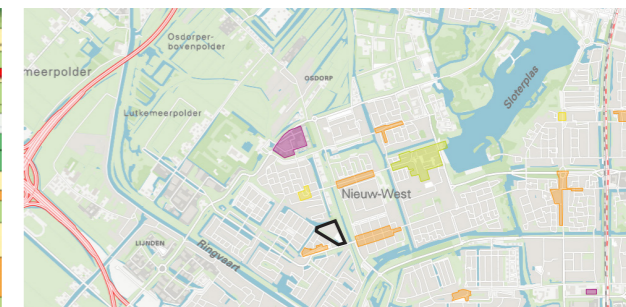 Osdorper-
bovenpolder
meerpolder
OSDORP
Lutkemeerpolder
Sloterplas
Nieuw-West
LIJNDEN
Ringvaart